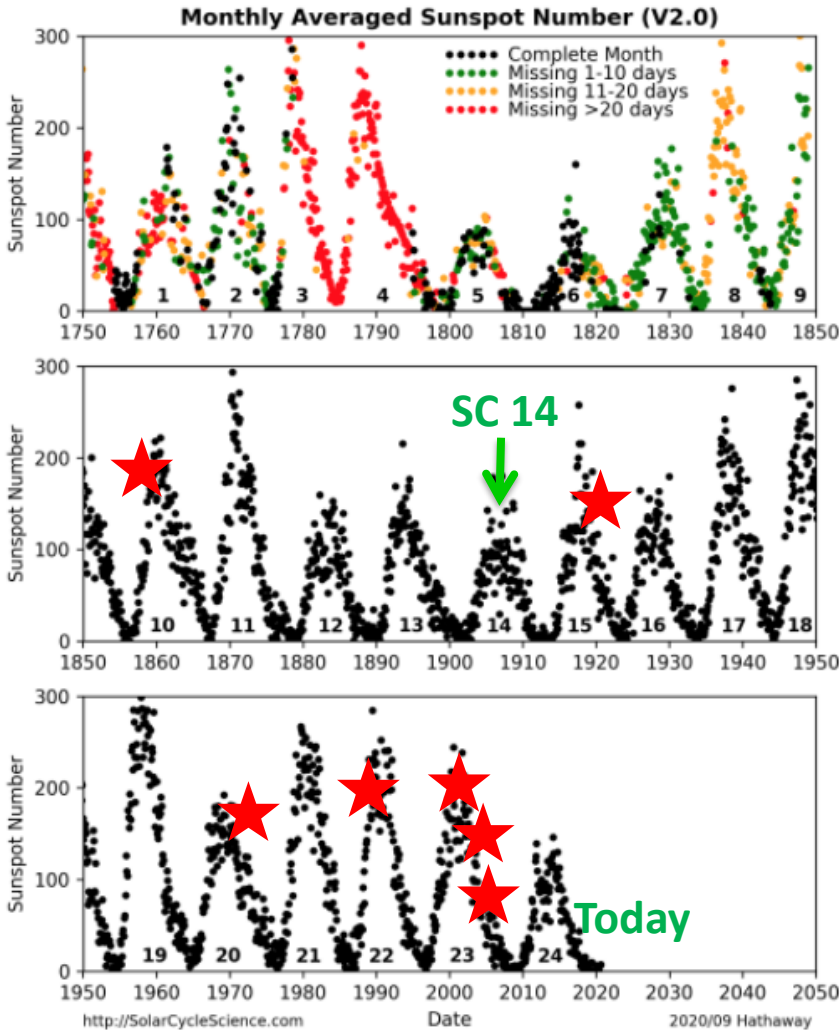 Monthly Averaged Sunspot Number (V2.0)
Complete Month
Missing 1-10 days
Missing 11-20 days
Missing >20 days
Sunspot Number
300
200
100
0
1 2 3 4 5 6 7 8 9
1750 1760 1770 1780 1790 1800 1810 1820 1830 1840 1850
SC 14
Sunspot Number
300
200
100
0
10 11 12 13 14 15 16 17 18
1850 1860 1870 1880 1890 1900 1910 1920 1930 1940 1950
Sunspot Number
300
200
100
0
Today
19 20 21 22 23 24
1950 1960 1970 1980 1990 2000 2010 2020 2030 2040 2050
http://SolarCycleScience.com Date 2020/09 Hathaway